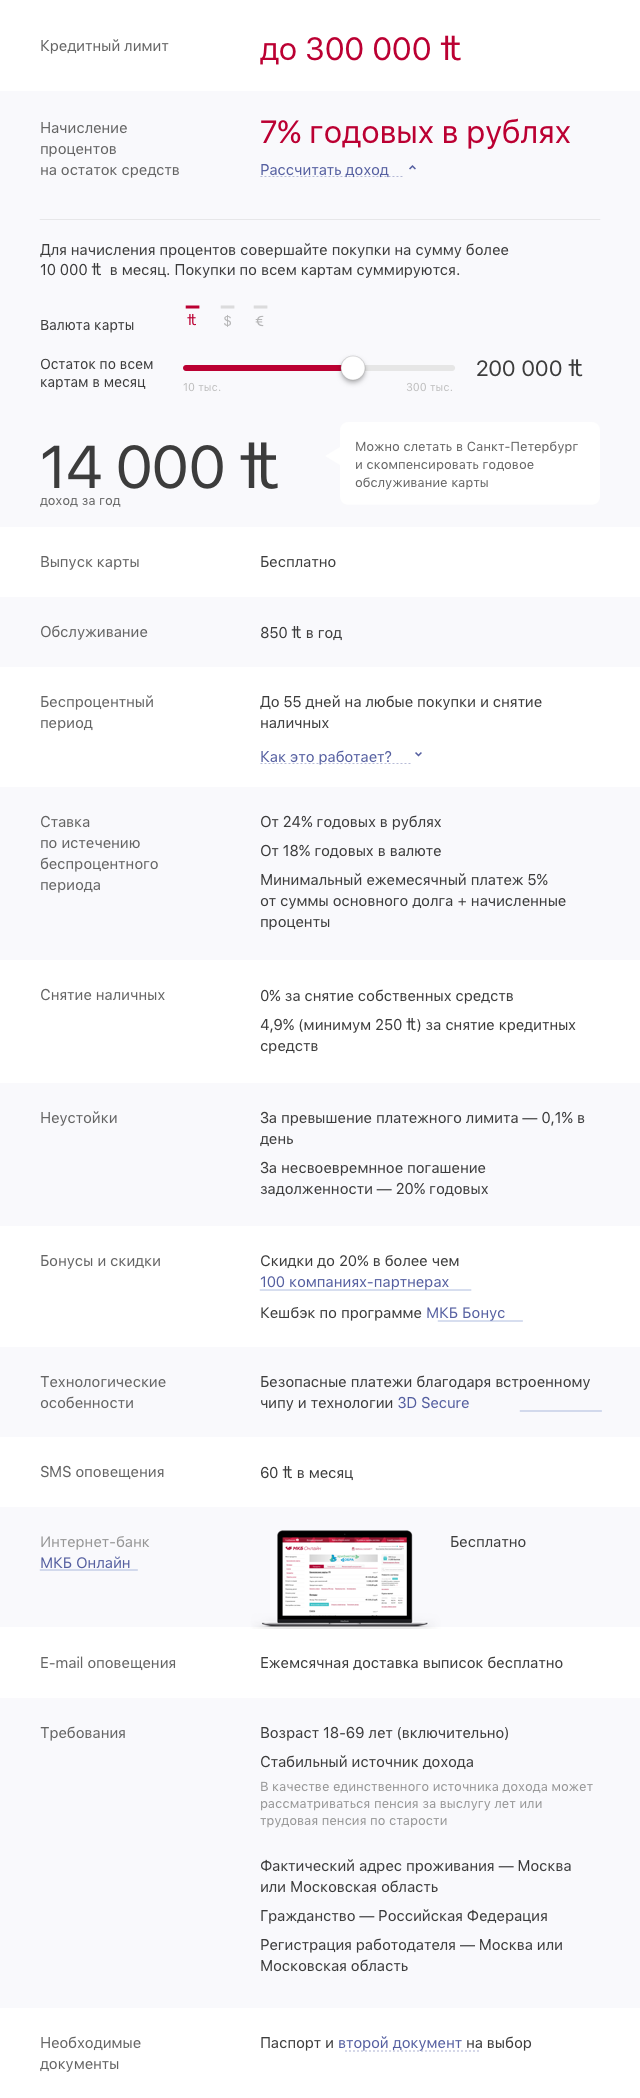 Кредитный лимит
до 300 000 ₶
Начисление
процентов
на остаток средств
7% годовых в рублях
Рассчитать доход
Для начисления процентов совершайте покупки на сумму более
10 000 ₶ в месяц. Покупки по всем картам суммируются.
Валюта карты
₶ $ €
Остаток по всем
картам в месяц
10 тыс.
300 тыс.
200 000 ₶
14 000 ₶
доход за год
Можно слетать в Санкт-Петербург
и скомпенсировать годовое
обслуживание карты
Выпуск карты
Бесплатно
Обслуживание
850 ₶ в год
Беспроцентный
период
До 55 дней на любые покупки и снятие
наличных
Как это работает?
Ставка
по истечению
беспроцентного
периода
От 24% годовых в рублях
От 18% годовых в валюте
Минимальный ежемесячный платеж 5%
от суммы основного долга + начисленные
проценты
Снятие наличных
0% за снятие собственных средств
4,9% (минимум 250 ₶) за снятие кредитных
средств
Неустойки
За превышение платежного лимита — 0,1% в
день
За несвоевремнное погашение
задолженности — 20% годовых
Бонусы и скидки
Скидки до 20% в более чем
100 компаниях-партнерах
Кешбэк по программе МКБ Бонус
Технологические
особенности
Безопасные платежи благодаря встроенному
чипу и технологии 3D Secure
SMS оповещения
60 ₶ в месяц
Интернет-банк
МКБ Онлайн
МКБ Онлайн
Бесплатно
E-mail оповещения
Ежемсячная доставка выписок бесплатно
Требования
Возраст 18-69 лет (включительно)
Стабильный источник дохода
В качестве единственного источника дохода может
рассматриваться пенсия за выслугу лет или
трудовая пенсия по старости
Фактический адрес проживания — Москва
или Московская область
Гражданство — Российская Федерация
Регистрация работодателя — Москва или
Московская область
Необходимые
документы
Паспорт и второй документ на выбор